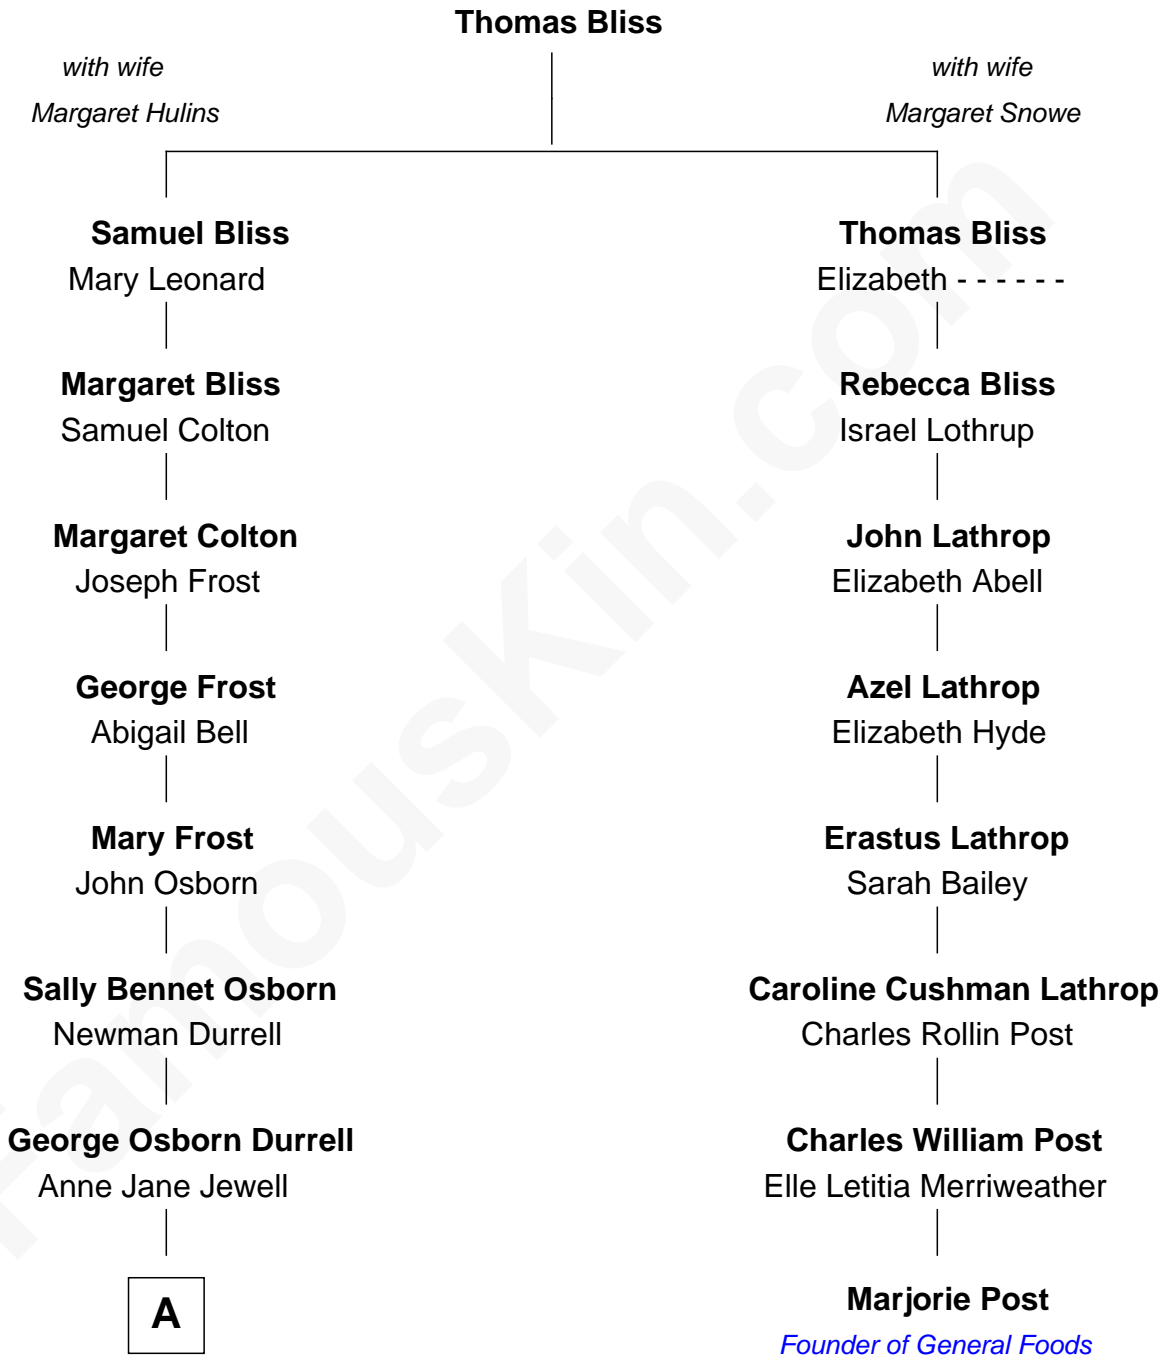 Thomas Bliss
with wife
Margaret Hulins
with wife
Margaret Snowe
Samuel Bliss
Mary Leonard
Thomas Bliss
Elizabeth - - - - - -
Margaret Bliss
Samuel Colton
Rebecca Bliss
Israel Lothrup
Margaret Colton
Joseph Frost
John Lathrop
Elizabeth Abell
George Frost
Abigail Bell
Azel Lathrop
Elizabeth Hyde
Mary Frost
John Osborn
Erastus Lathrop
Sarah Bailey
Sally Bennet Osborn
Newman Durrell
Caroline Cushman Lathrop
Charles Rollin Post
George Osborn Durrell
Anne Jane Jewell
Charles William Post
Elle Letitia Merriweather
A
Marjorie Post
Founder of General Foods
FamousKin.com